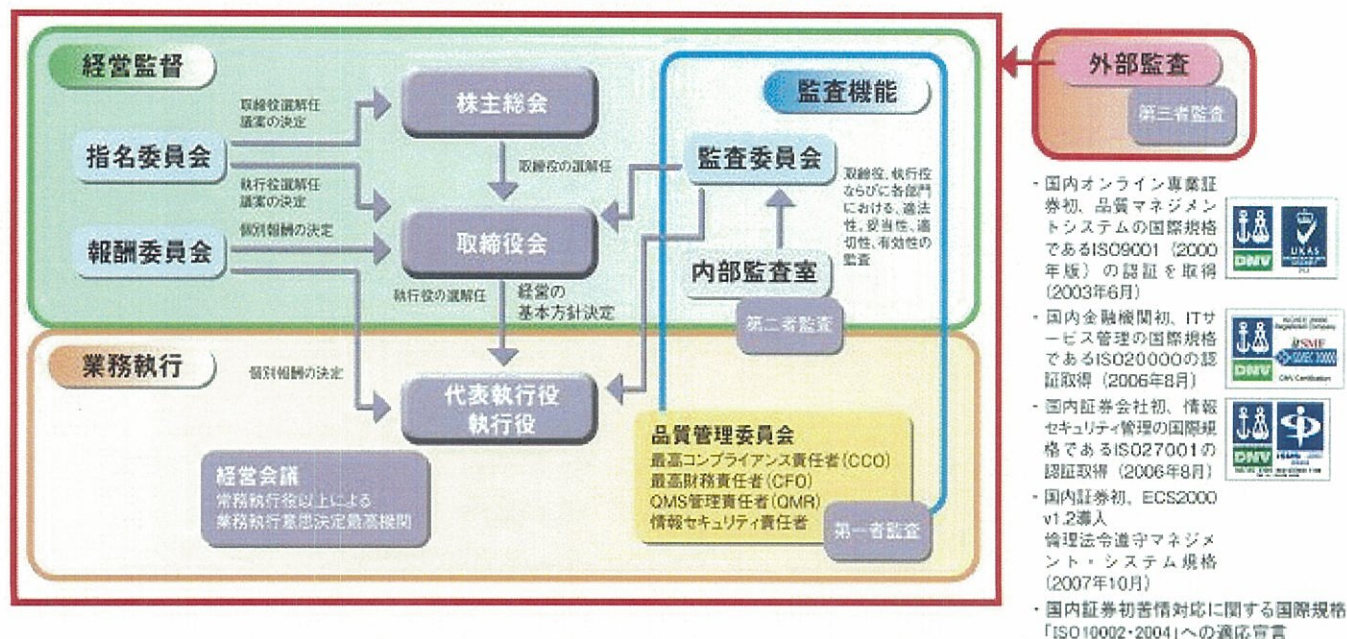 経営監督
取締役選解任
議案の決定
株主総会
監査機能
指名委員会
取締役の選解任
監査委員会
取締役、執行役
ならびに各部門
における、適法
性、妥当性、適
切性、有効性の
監査
執行役選解任
議案の決定
個別報酬の決定
報酬委員会
取締役会
内部監査室
第二者監査
執行役の選解任
経営の
基本方針決定
業務執行
個別報酬の決定
代表執行役
執行役
経営会議
常務執行役以上による
業務執行意思決定最高機関
品質管理委員会
最高コンプライアンス責任者(CCO)
最高財務責任者(CFO)
QMS管理責任者(QMR)
情報セキュリティ責任者
第一者監査
外部監査
第三者監査
・国内オンライン専業証
券初、品質マネジメン
トシステムの国際規格
であるISO9001(2000
年版)の認証を取得
(2003年6月)
DNV
UKAS
・国内金融機関初、ITサ
ービス管理の国際規格
であるISO20000の認
証取得(2006年8月)
DNV
itSMF
・国内証券会社初、情報
セキュリティ管理の国際規
格であるISO27001の
認証取得(2006年8月)
DNV
ISMS
・国内証券初、ECS2000
v1.2導入
倫理法令遵守マネジメ
ント・システム規格
(2007年10月)
・国内証券初苦情対応に関する国際規格
「ISO10002・2004」への適応宣言